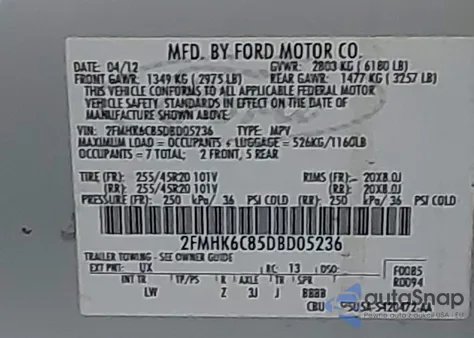 MFD. BY FORD MOTOR CO.
DATE: 04/12 GVWR: 2803 KG (6180 LB)
FRONT GAWR: 1349 KG (2975 LB) REAR GAWR: 1477 KG (3257 LB)
THIS VEHICLE CONFORMS TO ALL APPLICABLE FEDERAL MOTOR
VEHICLE SAFETY STANDARDS IN EFFECT ON THE DATE OF
MANUFACTURE SHOWN ABOVE.
VIN: 2FMHK6C85DBD05236 TYPE: MPV
MAXIMUM LOAD = OCCUPANTS + LUGGAGE = 526KG/1160LB
OCCUPANTS = 7 TOTAL; 2 FRONT, 5 REAR
TIRE (FR): 255/45R20 101V RIMS (FR): 20X8.0J
(RR): 255/45R20 101V (RR): 20X8.0J
PRESSURE (FR): 250 kPa/ 36 PSI COLD (RR): 250 kPa/ 36 PSI COLD
2FMHK6C85DBD05236
TRAILER TOWING - SEE OWNER GUIDE
EXT PNT: UX RC: 13 DSO: F0085
INT TR TP/PS R AXLE TR SPR R0094
LW Z 3J J BBBB
autoSnap
CBU 5U5A-5420472-AA